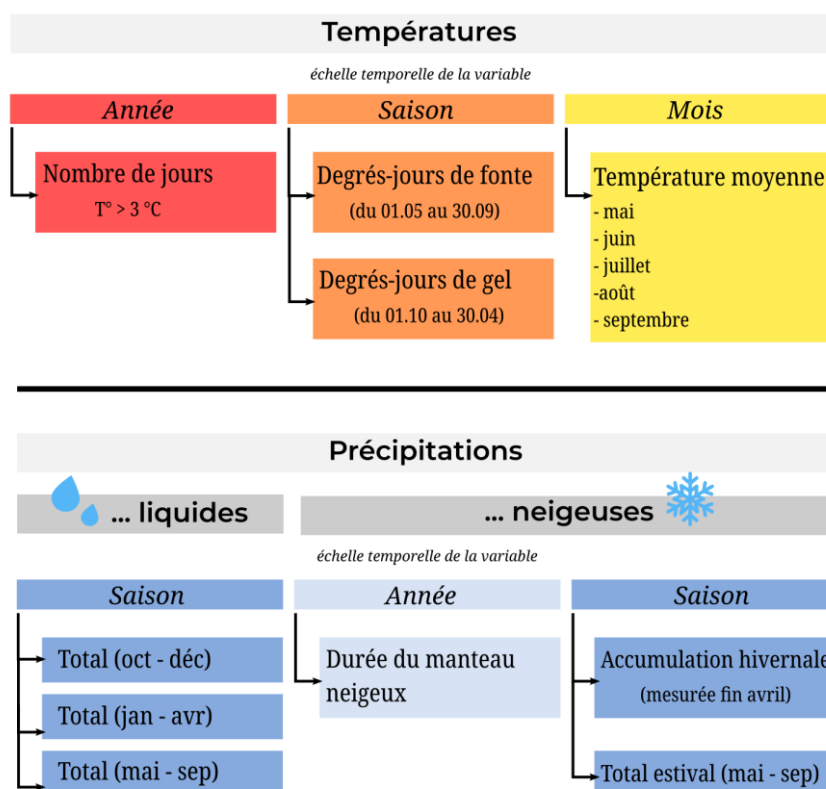 Températures
échelle temporelle de la variable
Année
Saison
Mois
Nombre de jours
T° > 3 °C
Degrés-jours de fonte
(du 01.05 au 30.09)
Degrés-jours de gel
(du 01.10 au 30.04)
Température moyenne
- mai
- juin
- juillet
-août
- septembre
Précipitations
... liquides
... neigeuses
échelle temporelle de la variable
Saison
Année
Saison
Total (oct - déc)
Total (jan - avr)
Total (mai - sep)
Durée du manteau
neigeux
Accumulation hivernale
(mesurée fin avril)
Total estival (mai - sep)